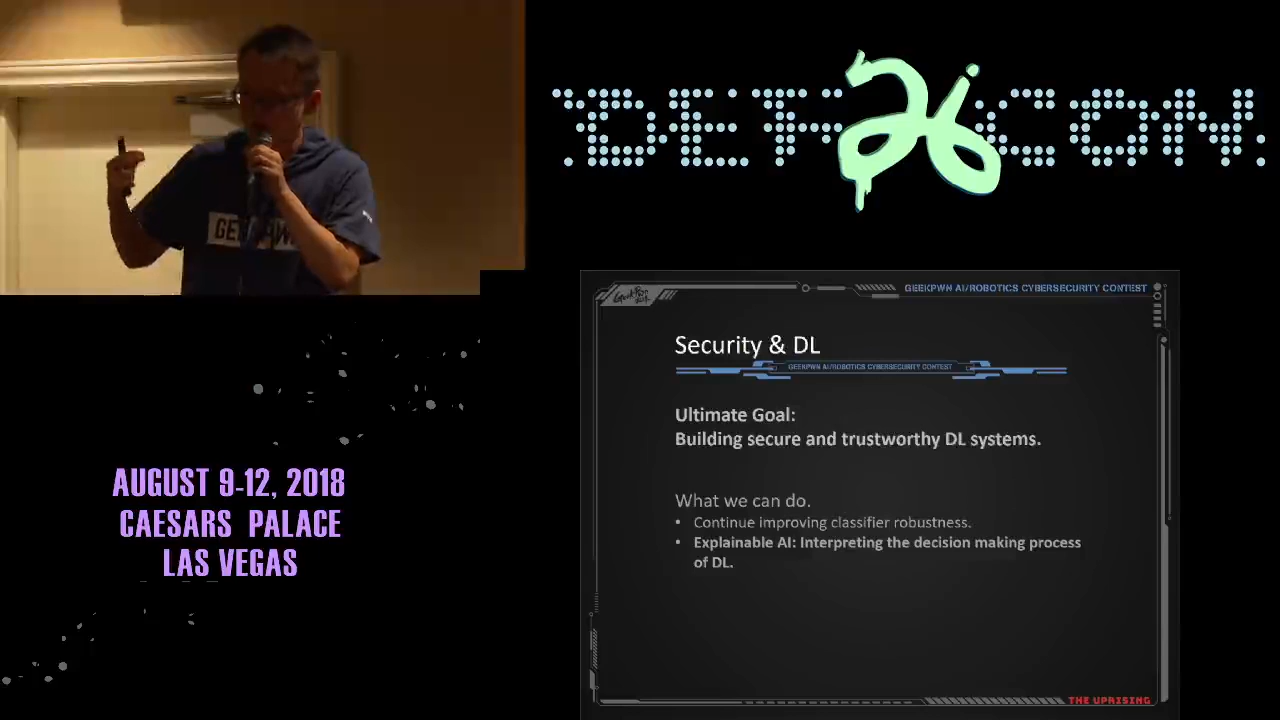 DEF CON
26
AUGUST 9-12, 2018
CAESARS PALACE
LAS VEGAS
GEEKPWN AI/ROBOTICS CYBERSECURITY CONTEST
Security & DL
GEEKPWN AI/ROBOTICS CYBERSECURITY CONTEST
Ultimate Goal:
Building secure and trustworthy DL systems.
What we can do.
• Continue improving classifier robustness.
• Explainable AI: Interpreting the decision making process
of DL.
THE UPRISING